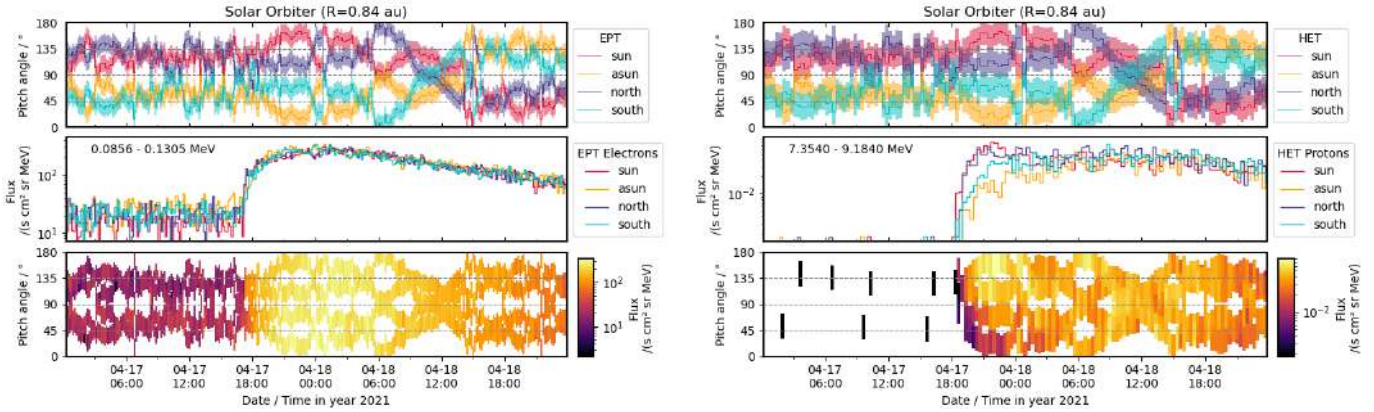 Solar Orbiter (R=0.84 au)
180
135
90
45
0
Pitch angle / °
EPT
sun
asun
north
south
0.0856 - 0.1305 MeV
10²
10¹
Flux
/(s cm² sr MeV)
EPT Electrons
sun
asun
north
south
180
135
90
45
0
Pitch angle / °
10²
10¹
Flux
/(s cm² sr MeV)
04-17 06:00
04-17 12:00
04-17 18:00
04-18 00:00
04-18 06:00
04-18 12:00
04-18 18:00
Date / Time in year 2021
Solar Orbiter (R=0.84 au)
180
135
90
45
0
Pitch angle / °
HET
sun
asun
north
south
7.3540 - 9.1840 MeV
10⁻²
Flux
/(s cm² sr MeV)
HET Protons
sun
asun
north
south
180
135
90
45
0
Pitch angle / °
10⁻²
Flux
/(s cm² sr MeV)
04-17 06:00
04-17 12:00
04-17 18:00
04-18 00:00
04-18 06:00
04-18 12:00
04-18 18:00
Date / Time in year 2021